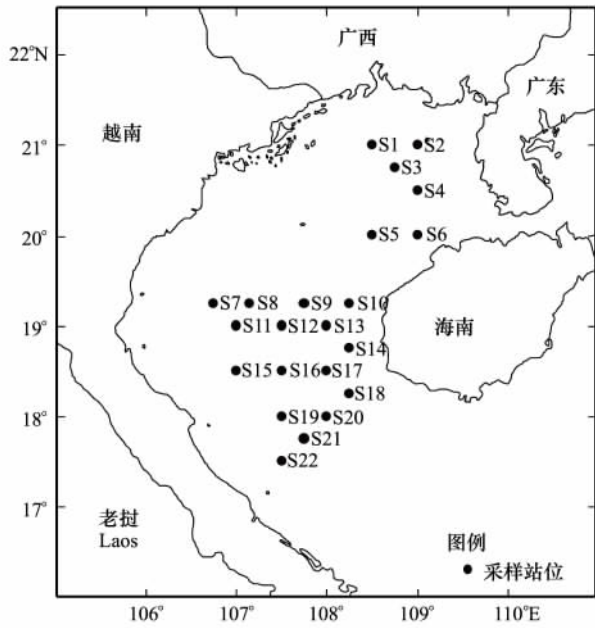 广西
22°N
广东
越南
21°
S1
S2
S3
S4
20°
S5
S6
S7
S8
S9
S10
19°
S11
S12
S13
海南
S14
S15
S16
S17
S18
18°
S19
S20
S21
S22
17°
老挝
Laos
图例
采样站位
106°
107°
108°
109°
110°E